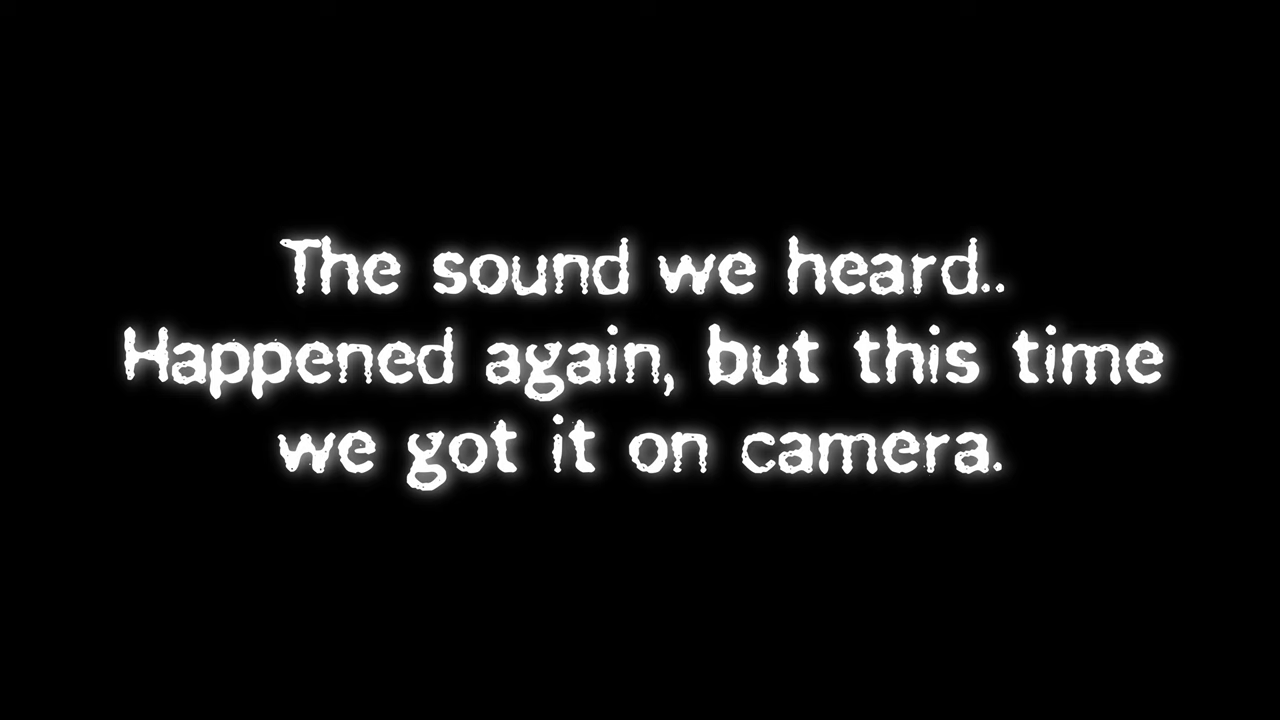 The sound we heard..
Happened again, but this time
we got it on camera.